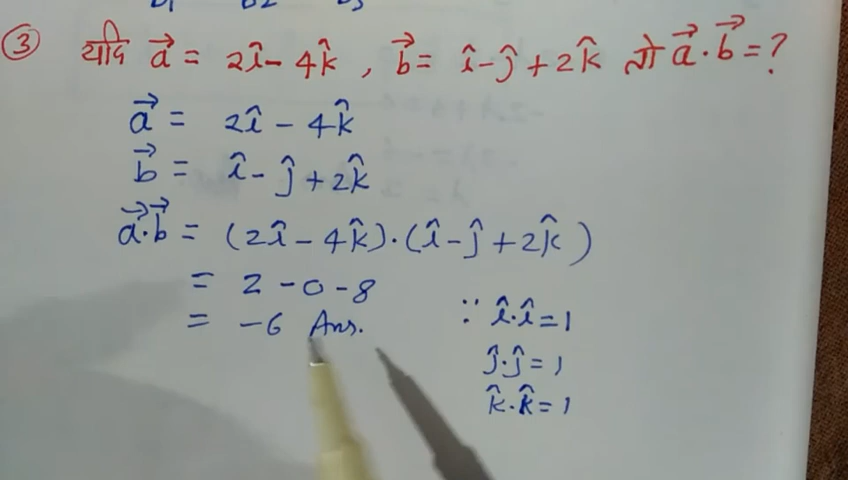 ③ यदि a⃗ = 2î - 4k̂ , b⃗ = î - ĵ + 2k̂ तो a⃗·b⃗ = ?
a⃗ = 2î - 4k̂
b⃗ = î - ĵ + 2k̂
a⃗·b⃗ = (2î - 4k̂)·(î - ĵ + 2k̂)
= 2 - 0 - 8
= -6 Ans.
∵ î·î = 1
ĵ·ĵ = 1
k̂·k̂ = 1